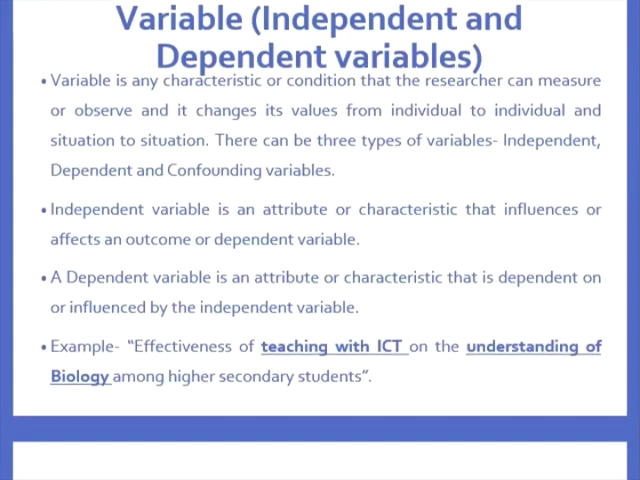 Variable (Independent and
Dependent variables)
• Variable is any characteristic or condition that the researcher can measure
or observe and it changes its values from individual to individual and
situation to situation. There can be three types of variables- Independent,
Dependent and Confounding variables.
• Independent variable is an attribute or characteristic that influences or
affects an outcome or dependent variable.
• A Dependent variable is an attribute or characteristic that is dependent on
or influenced by the independent variable.
• Example- “Effectiveness of teaching with ICT on the understanding of
Biology among higher secondary students”.